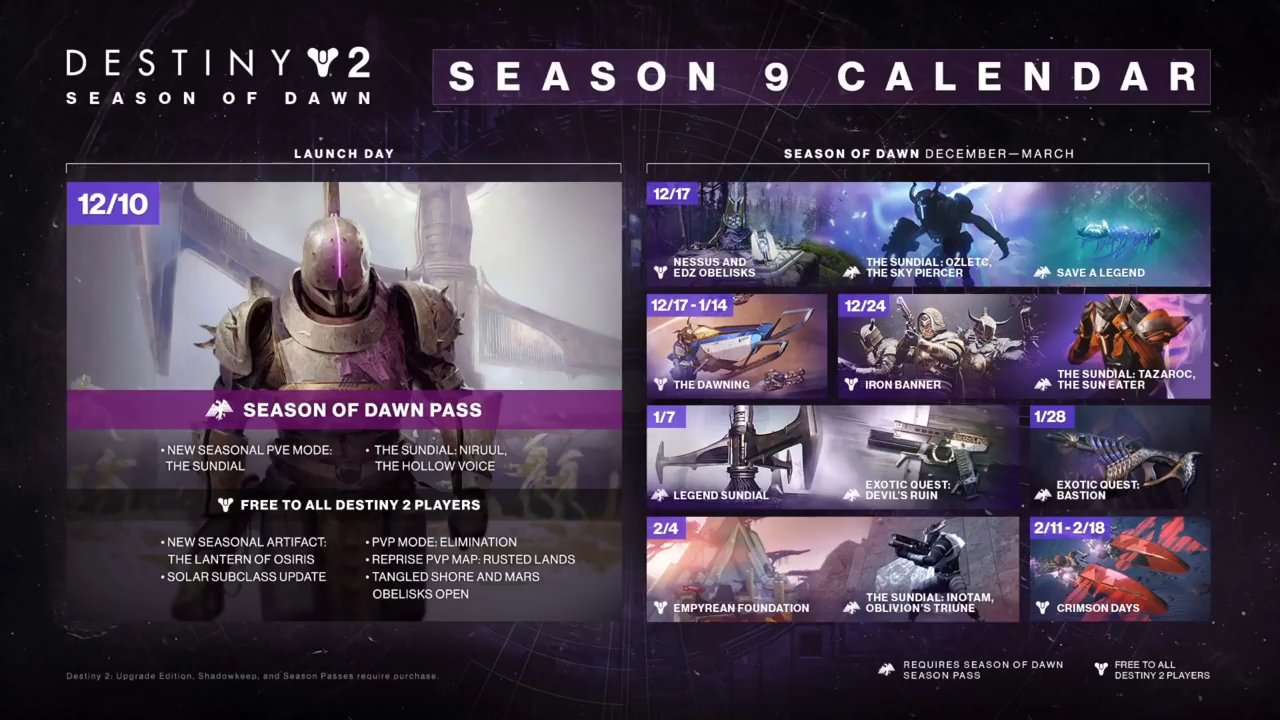 DESTINY 2
SEASON OF DAWN
SEASON 9 CALENDAR
LAUNCH DAY
12/10
SEASON OF DAWN PASS
• NEW SEASONAL PVE MODE:
THE SUNDIAL
• THE SUNDIAL: NIRUUL,
THE HOLLOW VOICE
FREE TO ALL DESTINY 2 PLAYERS
• NEW SEASONAL ARTIFACT:
THE LANTERN OF OSIRIS
• SOLAR SUBCLASS UPDATE
• PVP MODE: ELIMINATION
• REPRISE PVP MAP: RUSTED LANDS
• TANGLED SHORE AND MARS
OBELISKS OPEN
SEASON OF DAWN DECEMBER—MARCH
12/17
NESSUS AND
EDZ OBELISKS
THE SUNDIAL: OZLETC,
THE SKY PIERCER
SAVE A LEGEND
12/17 - 1/14
THE DAWNING
12/24
IRON BANNER
THE SUNDIAL: TAZAROC,
THE SUN EATER
1/7
LEGEND SUNDIAL
EXOTIC QUEST:
DEVIL'S RUIN
1/28
EXOTIC QUEST:
BASTION
2/4
EMPYREAN FOUNDATION
THE SUNDIAL: INOTAM,
OBLIVION'S TRIUNE
2/11 - 2/18
CRIMSON DAYS
Destiny 2: Upgrade Edition, Shadowkeep, and Season Passes require purchase.
REQUIRES SEASON OF DAWN
SEASON PASS
FREE TO ALL
DESTINY 2 PLAYERS